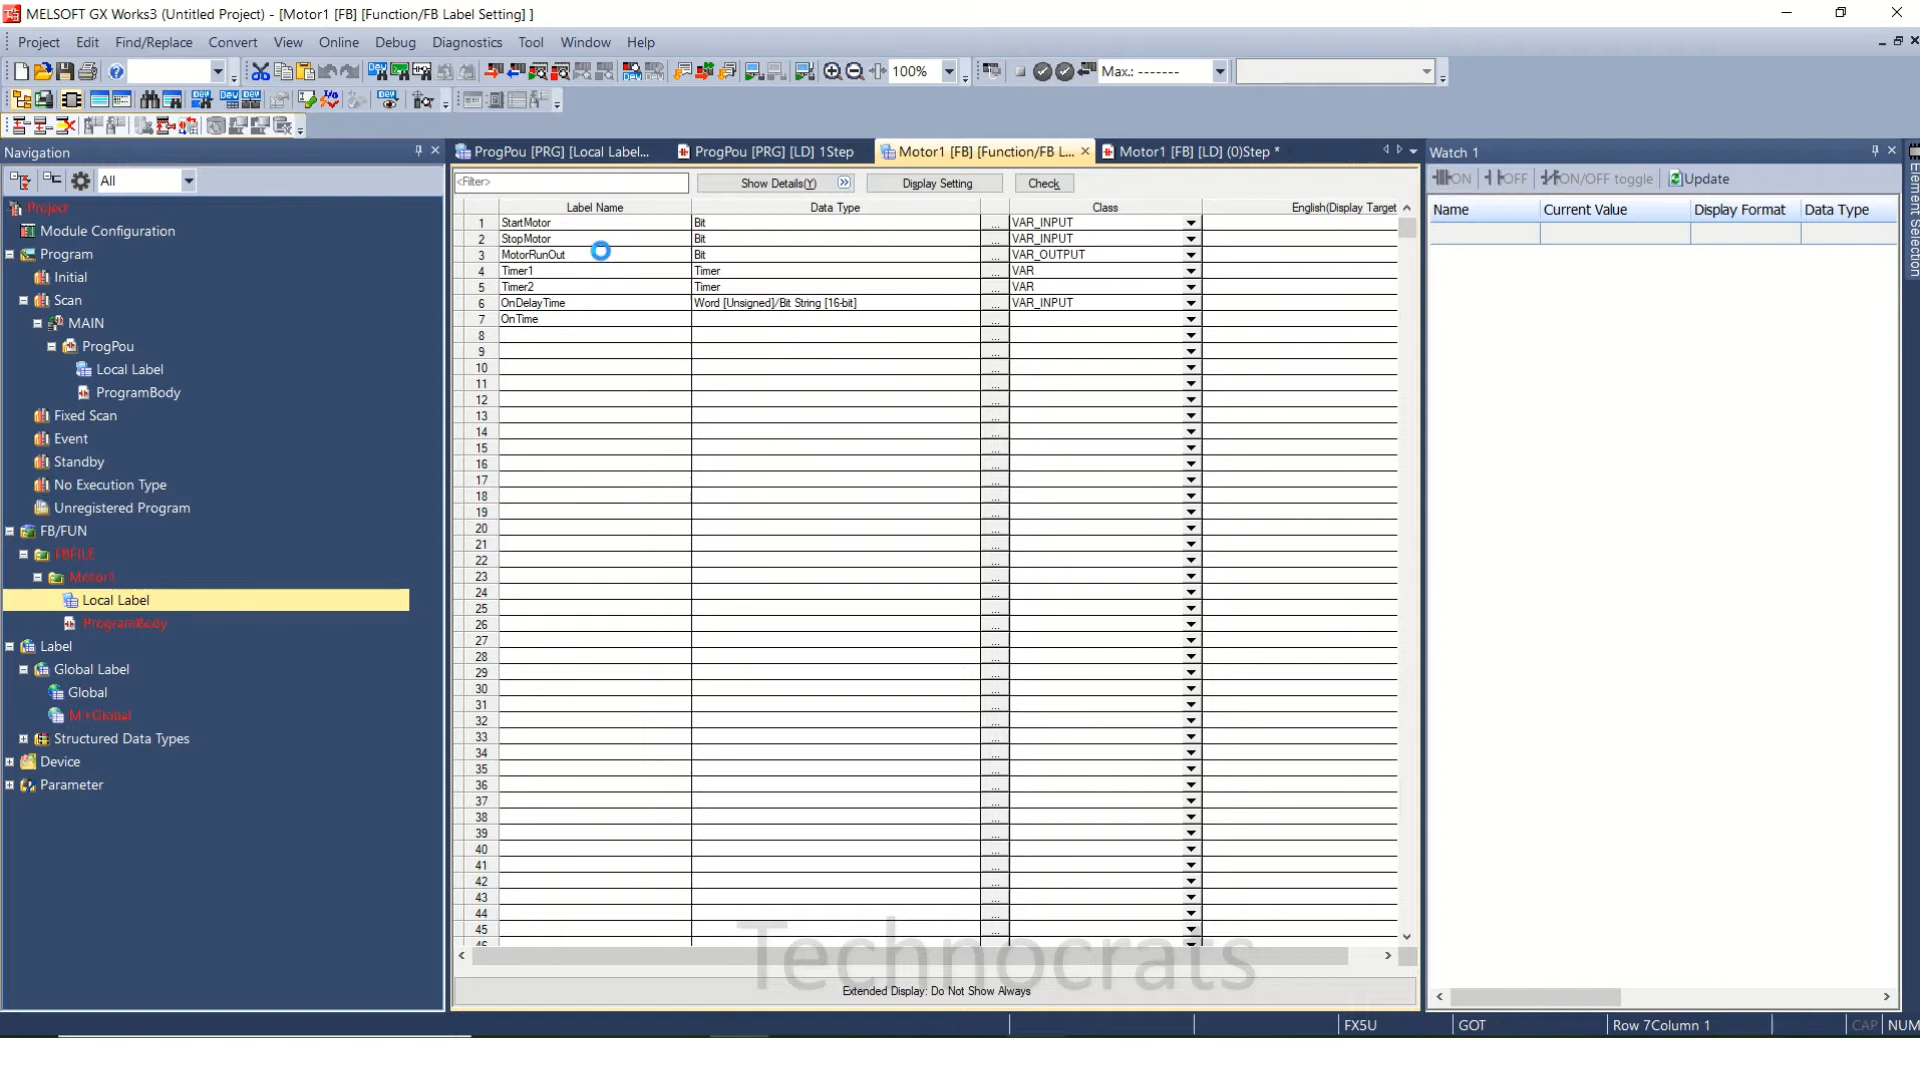 MELSOFT GX Works3 (Untitled Project) - [Motor1 [FB] [Function/FB Label Setting] ]
Project Edit Find/Replace Convert View Online Debug Diagnostics Tool Window Help
100% Max.: -------
Navigation
All
Project
Module Configuration
Program
Initial
Scan
MAIN
ProgPou
Local Label
ProgramBody
Fixed Scan
Event
Standby
No Execution Type
Unregistered Program
FB/FUN
FBFILE
Motor1
Local Label
ProgramBody
Label
Global Label
Global
M+Global
Structured Data Types
Device
Parameter
ProgPou [PRG] [Local Label... ProgPou [PRG] [LD] 1Step Motor1 [FB] [Function/FB L... Motor1 [FB] [LD] (0)Step *
<Filter> Show Details(Y) Display Setting Check
Label Name Data Type Class English(Display Target
1 StartMotor Bit ... VAR_INPUT
2 StopMotor Bit ... VAR_INPUT
3 MotorRunOut Bit ... VAR_OUTPUT
4 Timer1 Timer ... VAR
5 Timer2 Timer ... VAR
6 OnDelayTime Word [Unsigned]/Bit String [16-bit] ... VAR_INPUT
7 OnTime ...
8 ...
9 ...
10 ...
11 ...
12 ...
13 ...
14 ...
15 ...
16 ...
17 ...
18 ...
19 ...
20 ...
21 ...
22 ...
23 ...
24 ...
25 ...
26 ...
27 ...
28 ...
29 ...
30 ...
31 ...
32 ...
33 ...
34 ...
35 ...
36 ...
37 ...
38 ...
39 ...
40 ...
41 ...
42 ...
43 ...
44 ...
45 ...
46
Technocrats
Extended Display: Do Not Show Always
Watch 1
ON OFF ON/OFF toggle Update
Name Current Value Display Format Data Type
Element Selection
FX5U GOT Row 7Column 1 CAP NUM